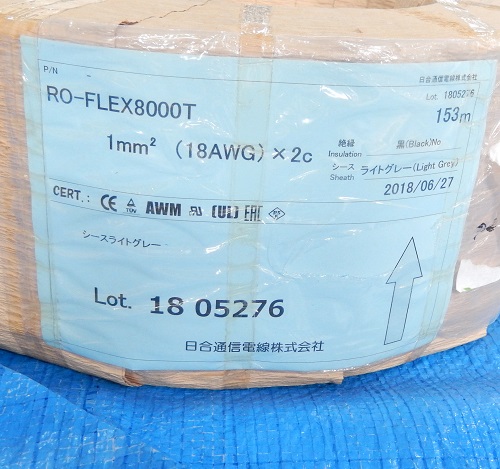 P/N
日合通信電線株式会社
RO-FLEX8000T
Lot. 1805276
153m
1mm² (18AWG) × 2c
絶縁 Insulation 黒(Black)No
シース Sheath ライトグレー(Light Grey)
2018/06/27
CERT.: CE TÜV AWM (UL) EAC
シースライトグレー
Lot. 18 05276
日合通信電線株式会社